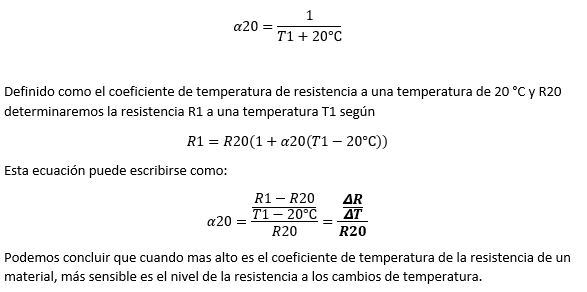 α20 = 1 / (T1 + 20°C)
Definido como el coeficiente de temperatura de resistencia a una temperatura de 20 °C y R20
determinaremos la resistencia R1 a una temperatura T1 según
R1 = R20(1 + α20(T1 − 20°C))
Esta ecuación puede escribirse como:
α20 = ((R1 − R20) / (T1 − 20°C)) / R20 = (ΔR / ΔT) / R20
Podemos concluir que cuando mas alto es el coeficiente de temperatura de la resistencia de un
material, más sensible es el nivel de la resistencia a los cambios de temperatura.